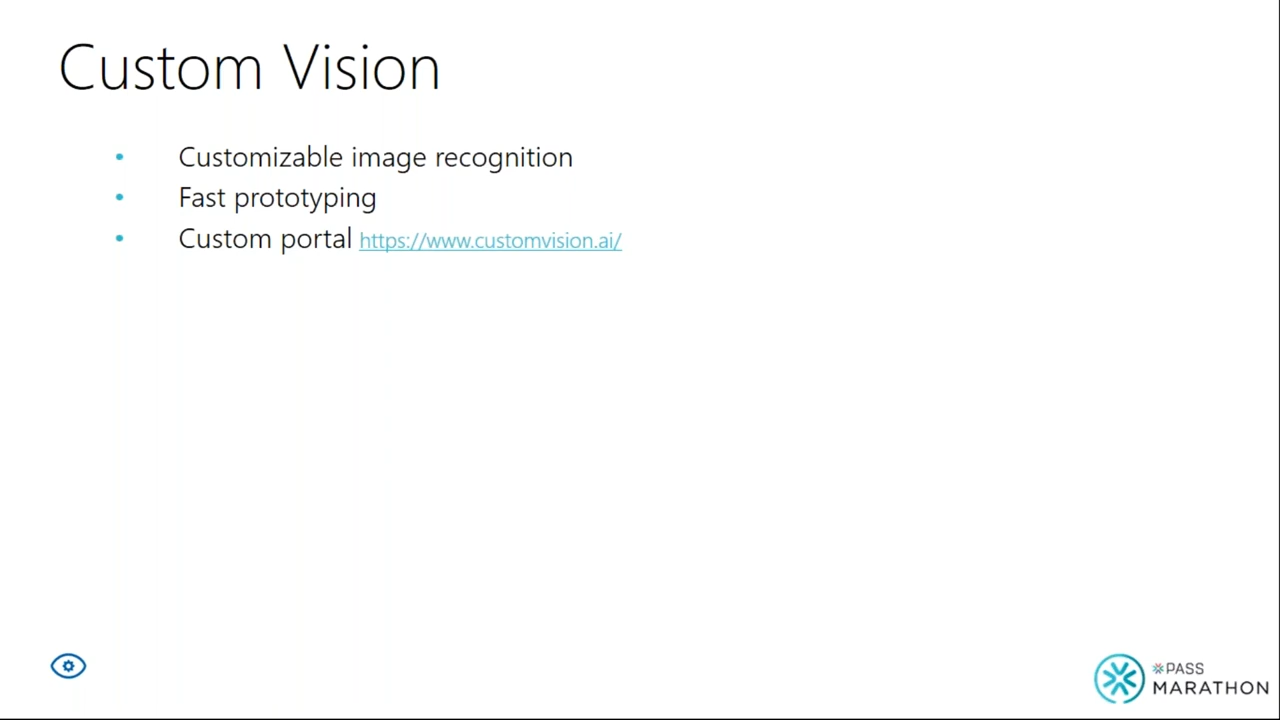 Custom Vision
• Customizable image recognition
• Fast prototyping
• Custom portal https://www.customvision.ai/
PASS
MARATHON